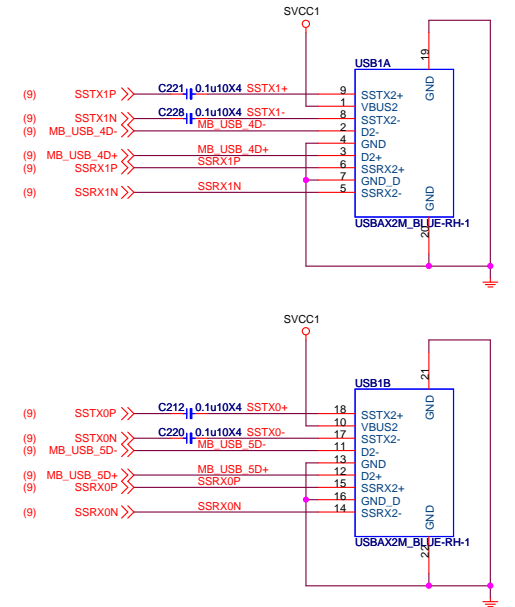 SVCC1
19
USB1A
GND
(9) SSTX1P C221 0.1u10X4 SSTX1+ 9 SSTX2+
1 VBUS2
(9) SSTX1N C228 0.1u10X4 SSTX1- 8 SSTX2-
(9) MB_USB_4D- MB_USB_4D- 2 D2-
4 GND
(9) MB_USB_4D+ MB_USB_4D+ 3 D2+
(9) SSRX1P SSRX1P 6 SSRX2+
7 GND_D
(9) SSRX1N SSRX1N 5 SSRX2-
GND
20
USBAX2M_BLUE-RH-1
SVCC1
21
USB1B
GND
(9) SSTX0P C212 0.1u10X4 SSTX0+ 18 SSTX2+
10 VBUS2
(9) SSTX0N C220 0.1u10X4 SSTX0- 17 SSTX2-
(9) MB_USB_5D- MB_USB_5D- 11 D2-
13 GND
(9) MB_USB_5D+ MB_USB_5D+ 12 D2+
(9) SSRX0P SSRX0P 15 SSRX2+
16 GND_D
(9) SSRX0N SSRX0N 14 SSRX2-
GND
22
USBAX2M_BLUE-RH-1